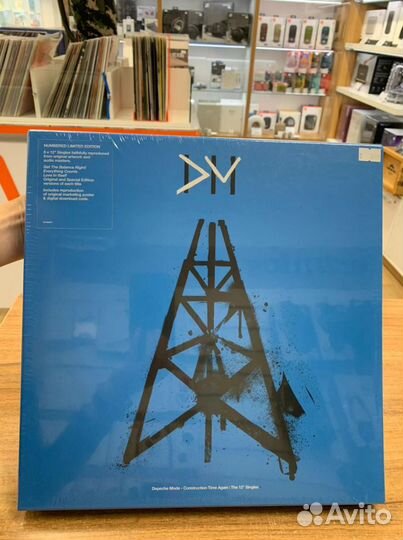 NUMBERED LIMITED EDITION
6 x 12" Singles faithfully reproduced
from original artwork and
audio masters.
Get The Balance Right!
Everything Counts
Love In Itself
Original and Special Edition
versions of each title
Includes reproduction
of original marketing poster
& digital download code.
DM
Depeche Mode - Construction Time Again | The 12" Singles
Avito